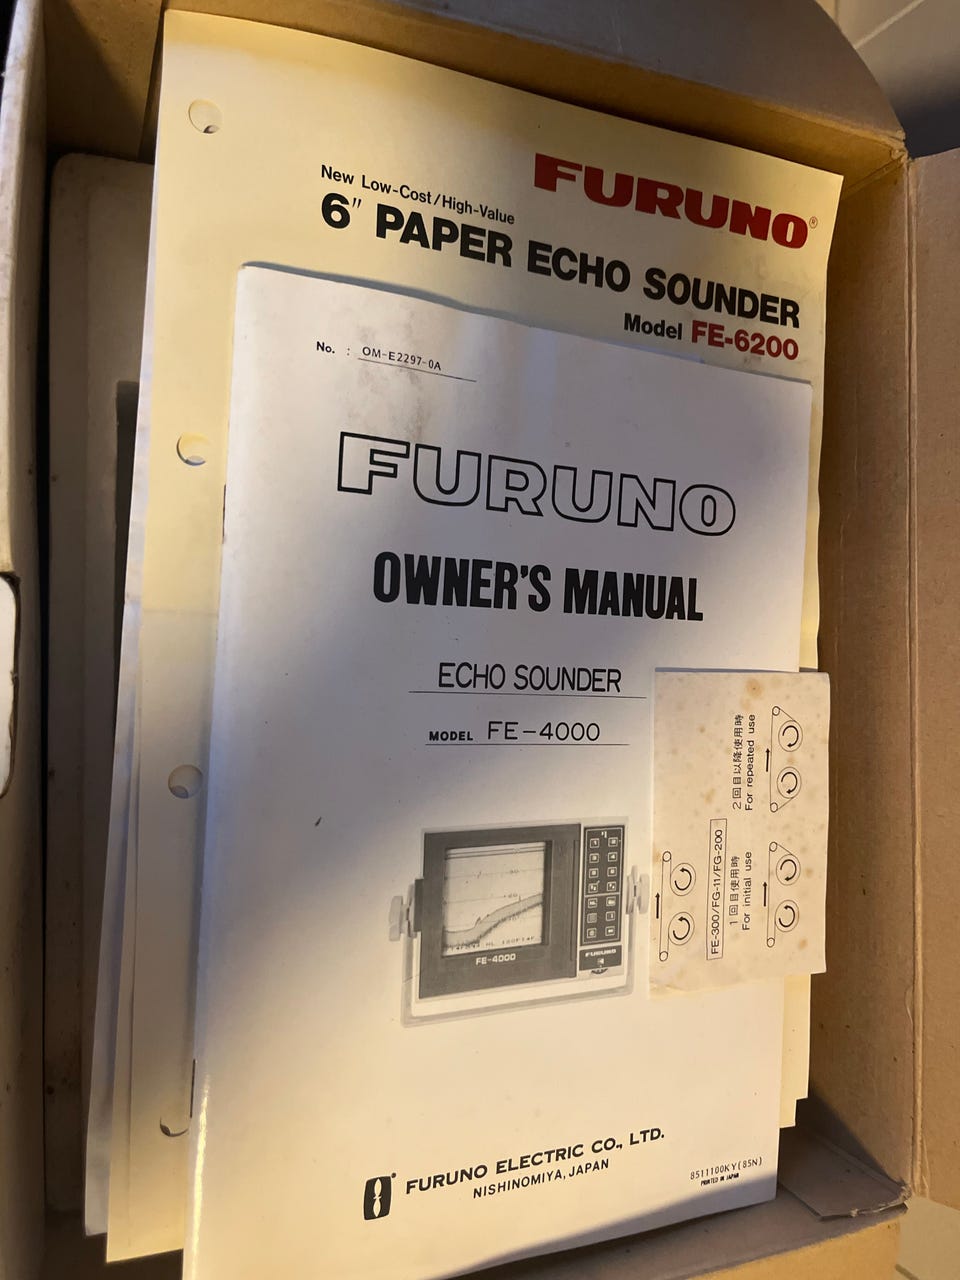 FURUNO®
New Low-Cost/High-Value
6" PAPER ECHO SOUNDER
Model FE-6200
No. : OM-E2297-0A
FURUNO
OWNER'S MANUAL
ECHO SOUNDER
MODEL FE-4000
FE-4000
FURUNO
FURUNO ELECTRIC CO., LTD.
NISHINOMIYA, JAPAN
8511100KY(85N)
PRINTED IN JAPAN
FE-300/FG-11/FG-200
1回目使用時
For initial use
2回目以降使用時
For repeated use